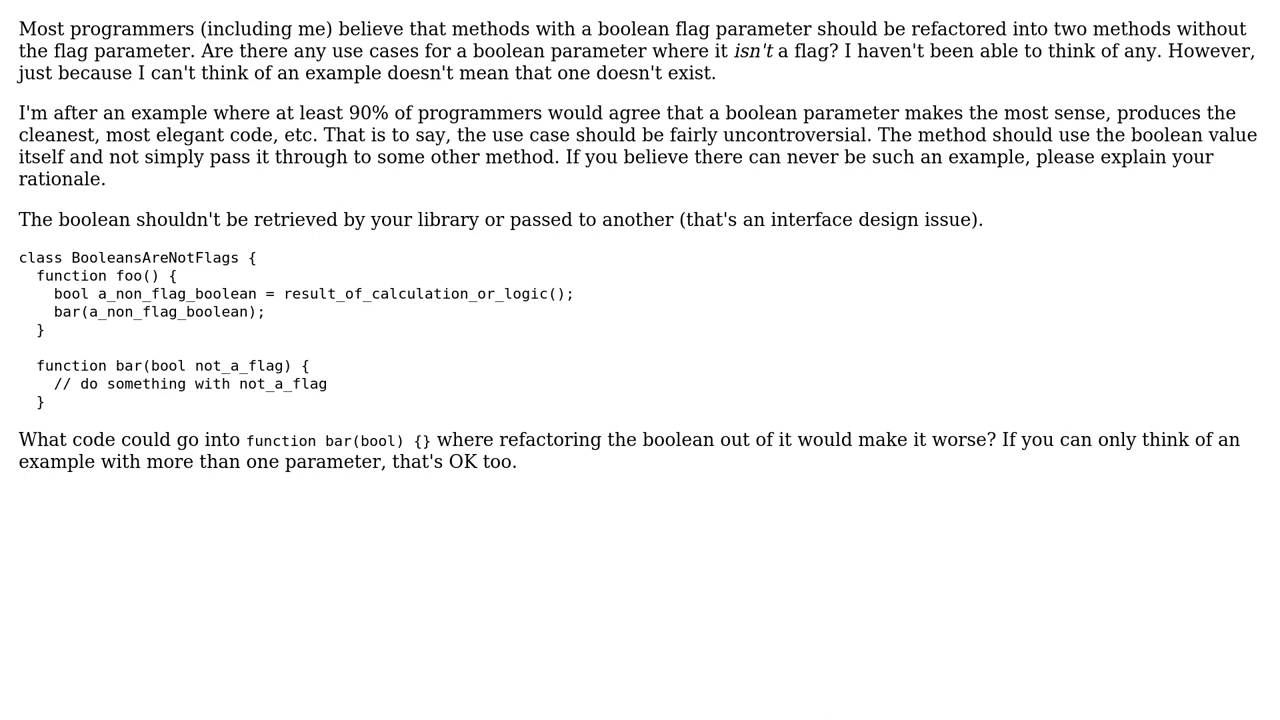 Most programmers (including me) believe that methods with a boolean flag parameter should be refactored into two methods without
the flag parameter. Are there any use cases for a boolean parameter where it isn't a flag? I haven't been able to think of any. However,
just because I can't think of an example doesn't mean that one doesn't exist.
I'm after an example where at least 90% of programmers would agree that a boolean parameter makes the most sense, produces the
cleanest, most elegant code, etc. That is to say, the use case should be fairly uncontroversial. The method should use the boolean value
itself and not simply pass it through to some other method. If you believe there can never be such an example, please explain your
rationale.
The boolean shouldn't be retrieved by your library or passed to another (that's an interface design issue).
class BooleansAreNotFlags {
  function foo() {
    bool a_non_flag_boolean = result_of_calculation_or_logic();
    bar(a_non_flag_boolean);
  }

  function bar(bool not_a_flag) {
    // do something with not_a_flag
  }
What code could go into function bar(bool) {} where refactoring the boolean out of it would make it worse? If you can only think of an
example with more than one parameter, that's OK too.